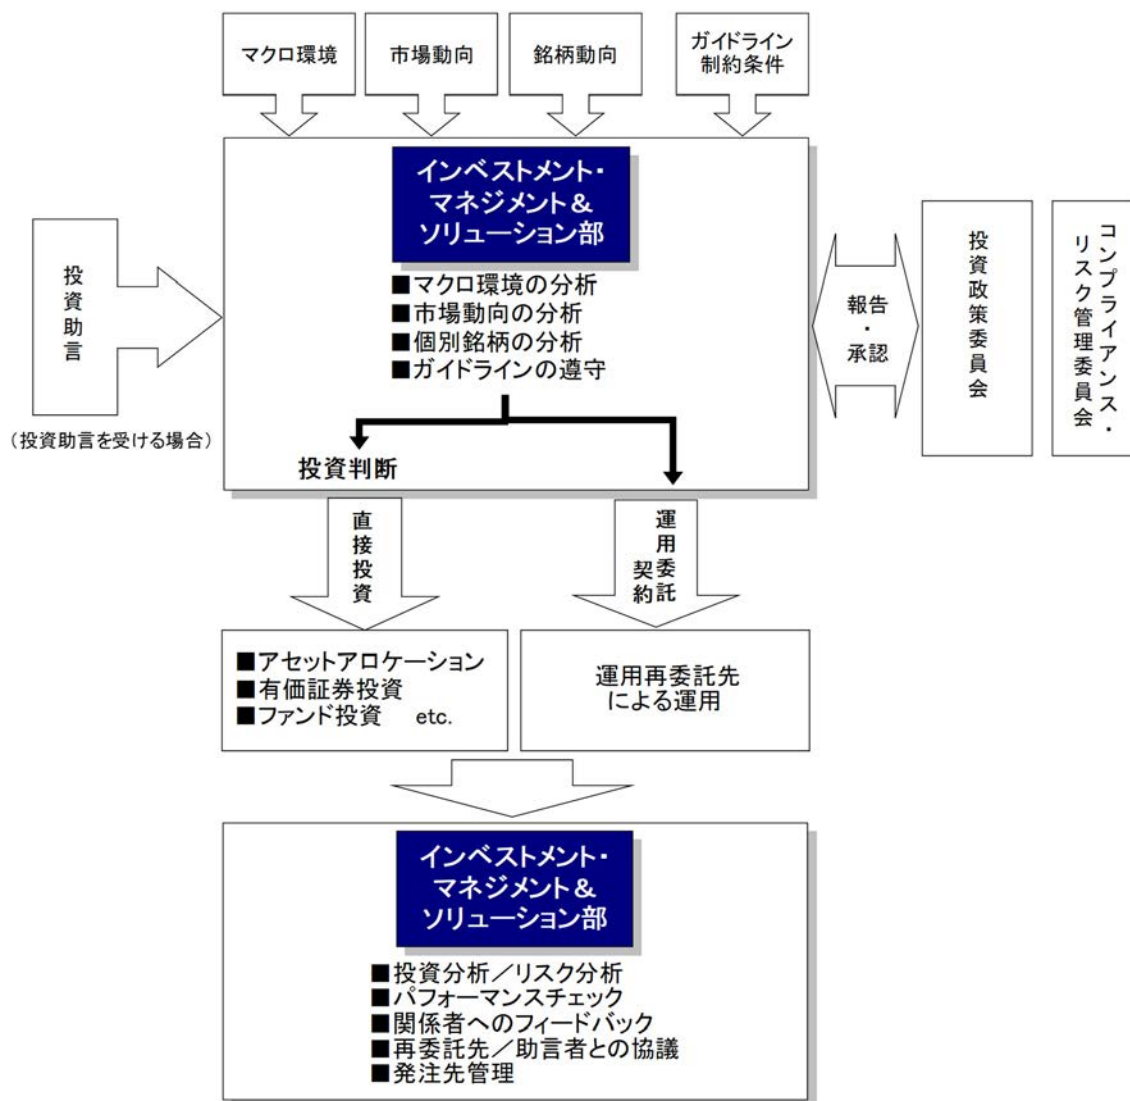 マクロ環境
市場動向
銘柄動向
ガイドライン
制約条件
インベストメント・
マネジメント＆
ソリューション部
■マクロ環境の分析
■市場動向の分析
■個別銘柄の分析
■ガイドラインの遵守
投資助言
（投資助言を受ける場合）
報告
・
承認
投資政策委員会
コンプライアンス・
リスク管理委員会
投資判断
直接投資
運用委託
契約
■アセットアロケーション
■有価証券投資
■ファンド投資 etc.
運用再委託先
による運用
インベストメント・
マネジメント＆
ソリューション部
■投資分析／リスク分析
■パフォーマンスチェック
■関係者へのフィードバック
■再委託先／助言者との協議
■発注先管理